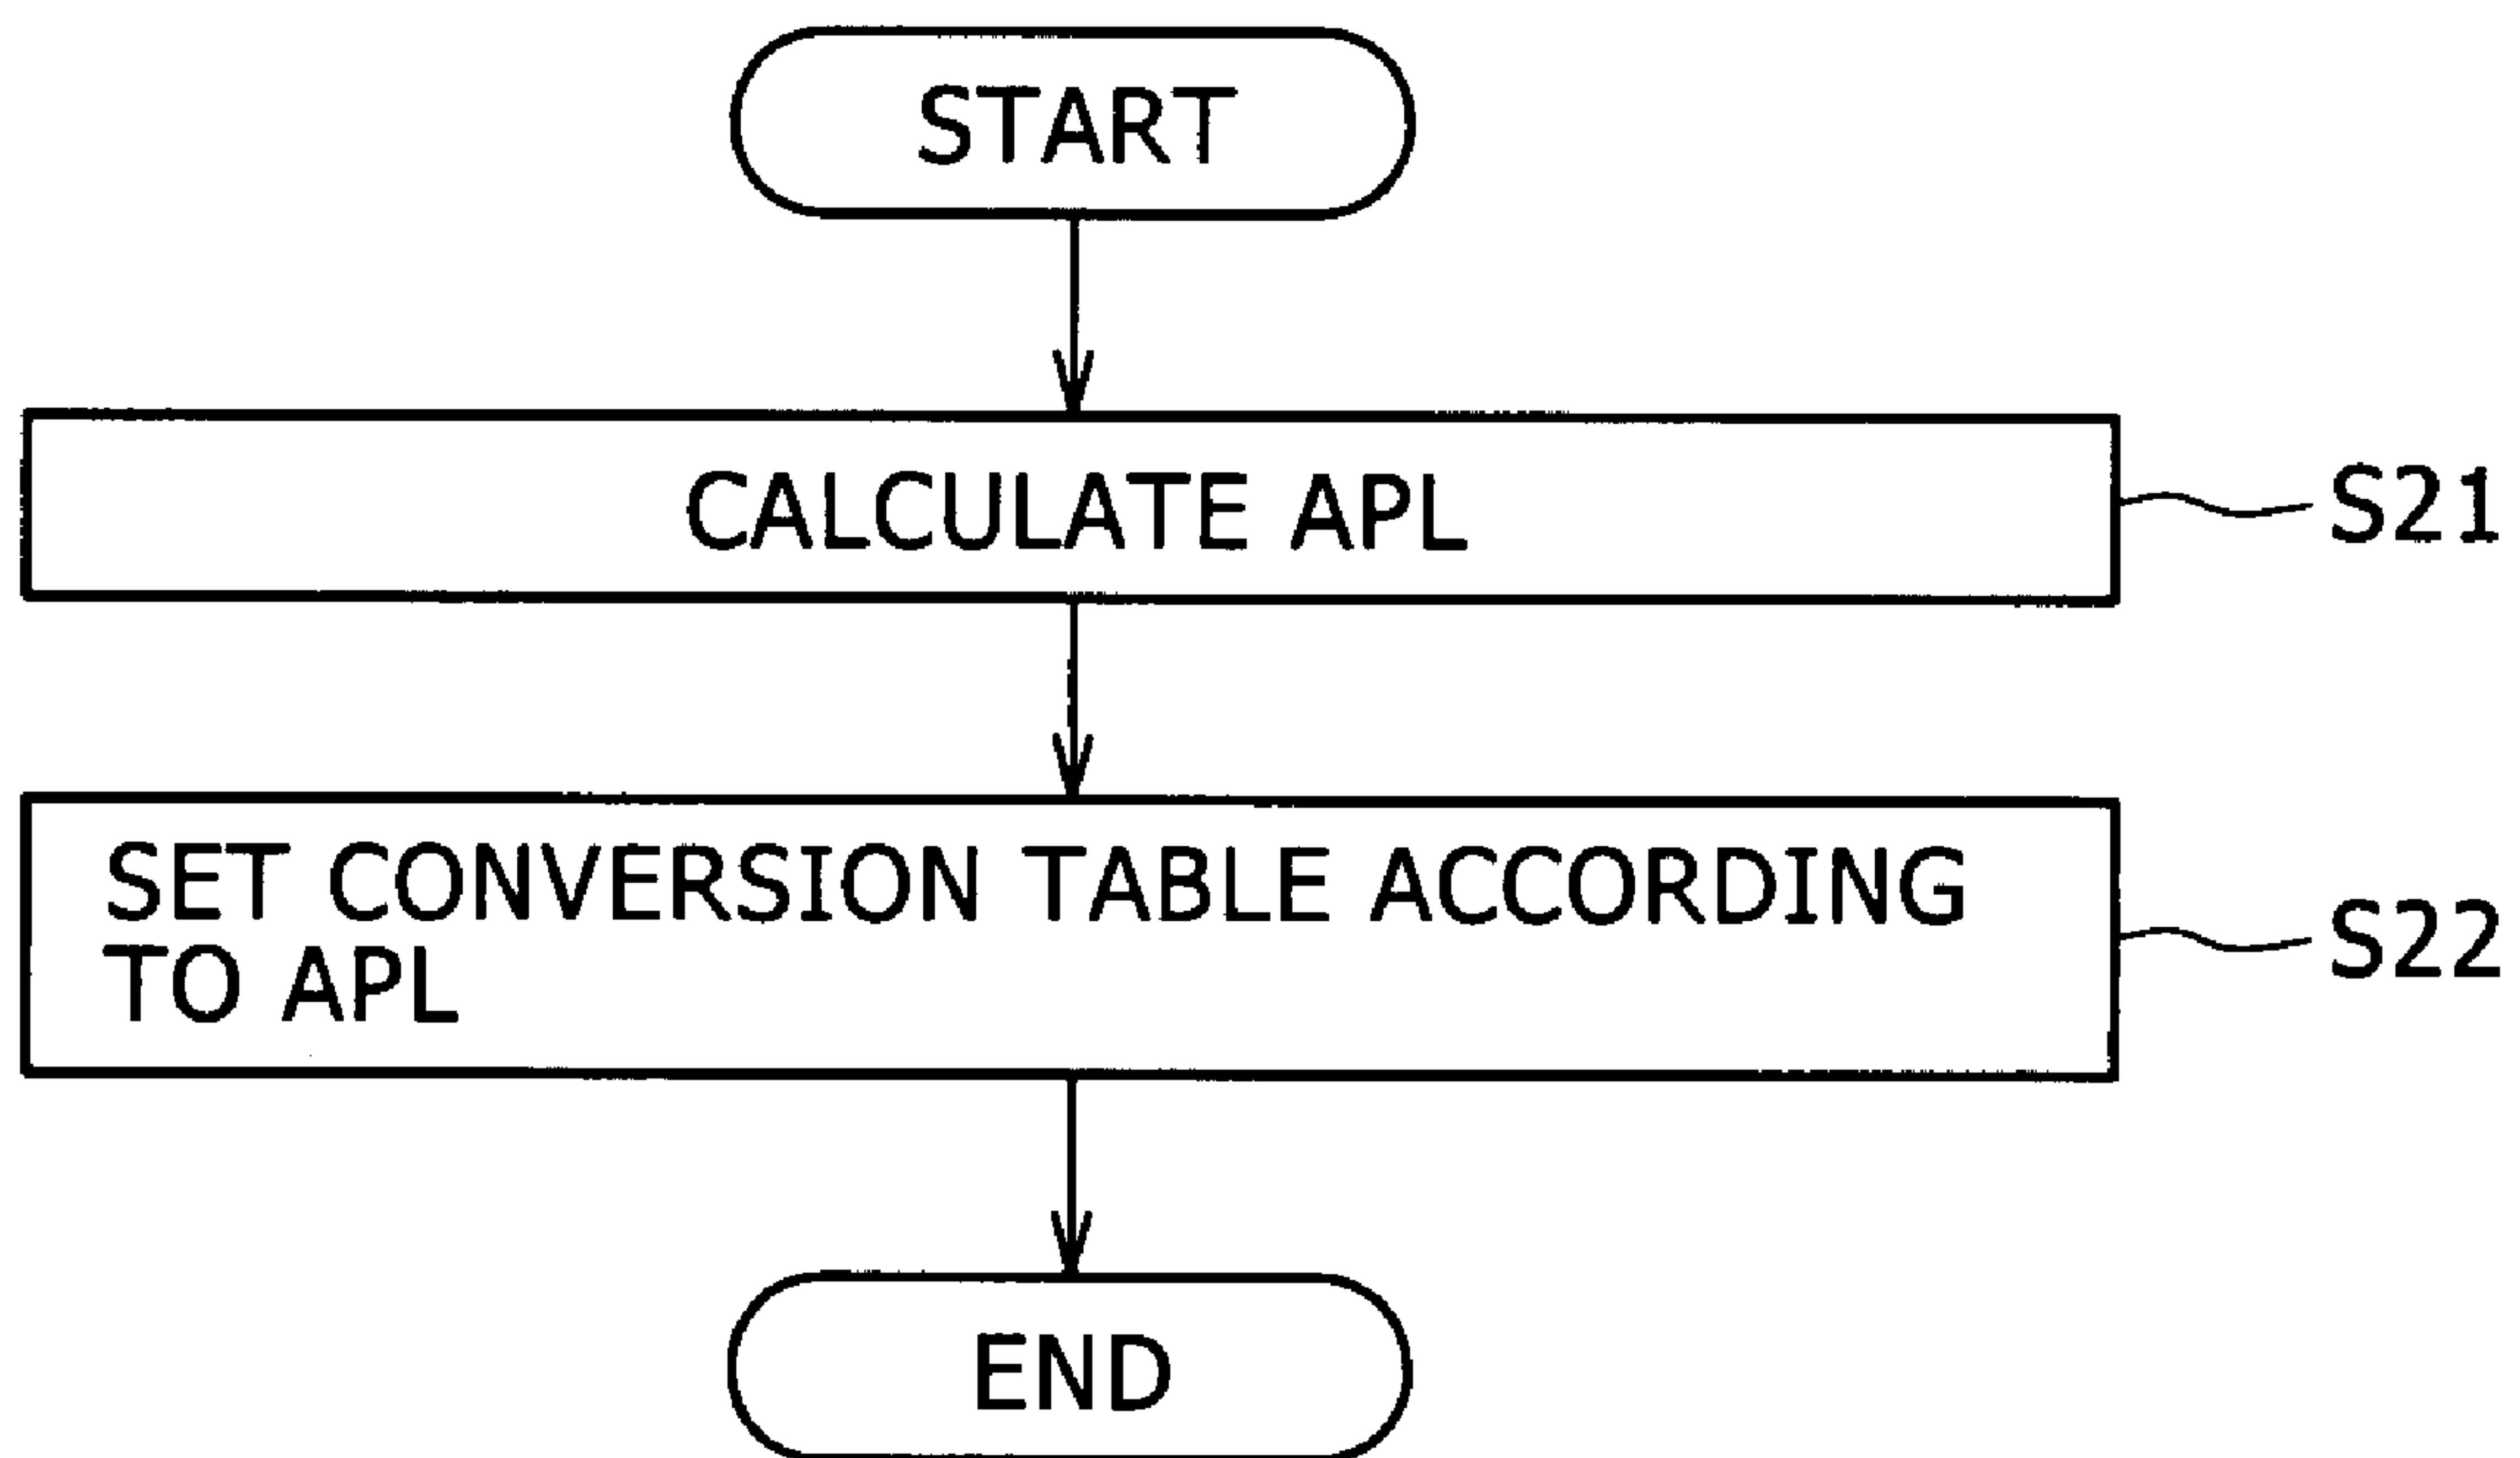 START
CALCULATE APL
S21
SET CONVERSION TABLE ACCORDING
TO APL
S22
END